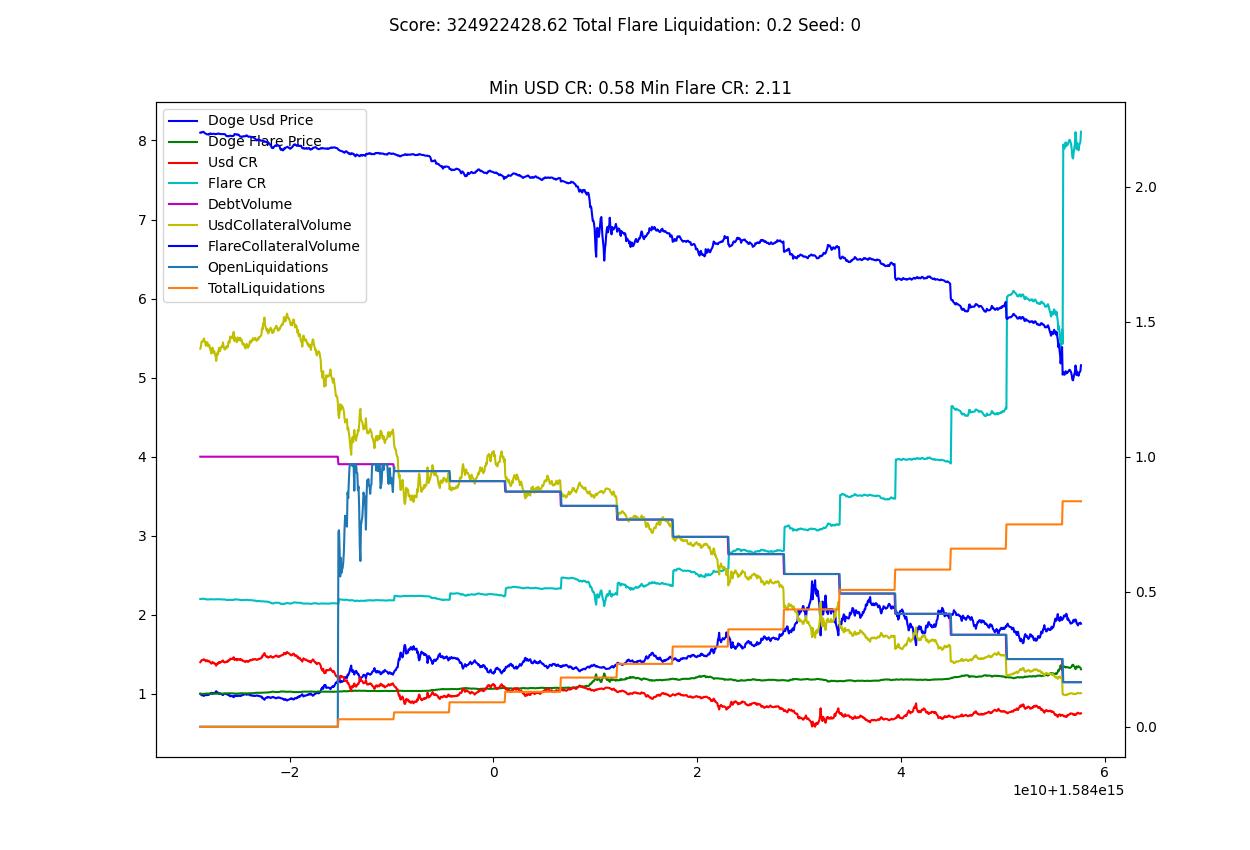 Score: 324922428.62 Total Flare Liquidation: 0.2 Seed: 0
Min USD CR: 0.58 Min Flare CR: 2.11
Doge Usd Price
Doge Flare Price
Usd CR
Flare CR
DebtVolume
UsdCollateralVolume
FlareCollateralVolume
OpenLiquidations
TotalLiquidations
8
7
6
5
4
3
2
1
2.0
1.5
1.0
0.5
0.0
−2
0
2
4
6
1e10+1.584e15